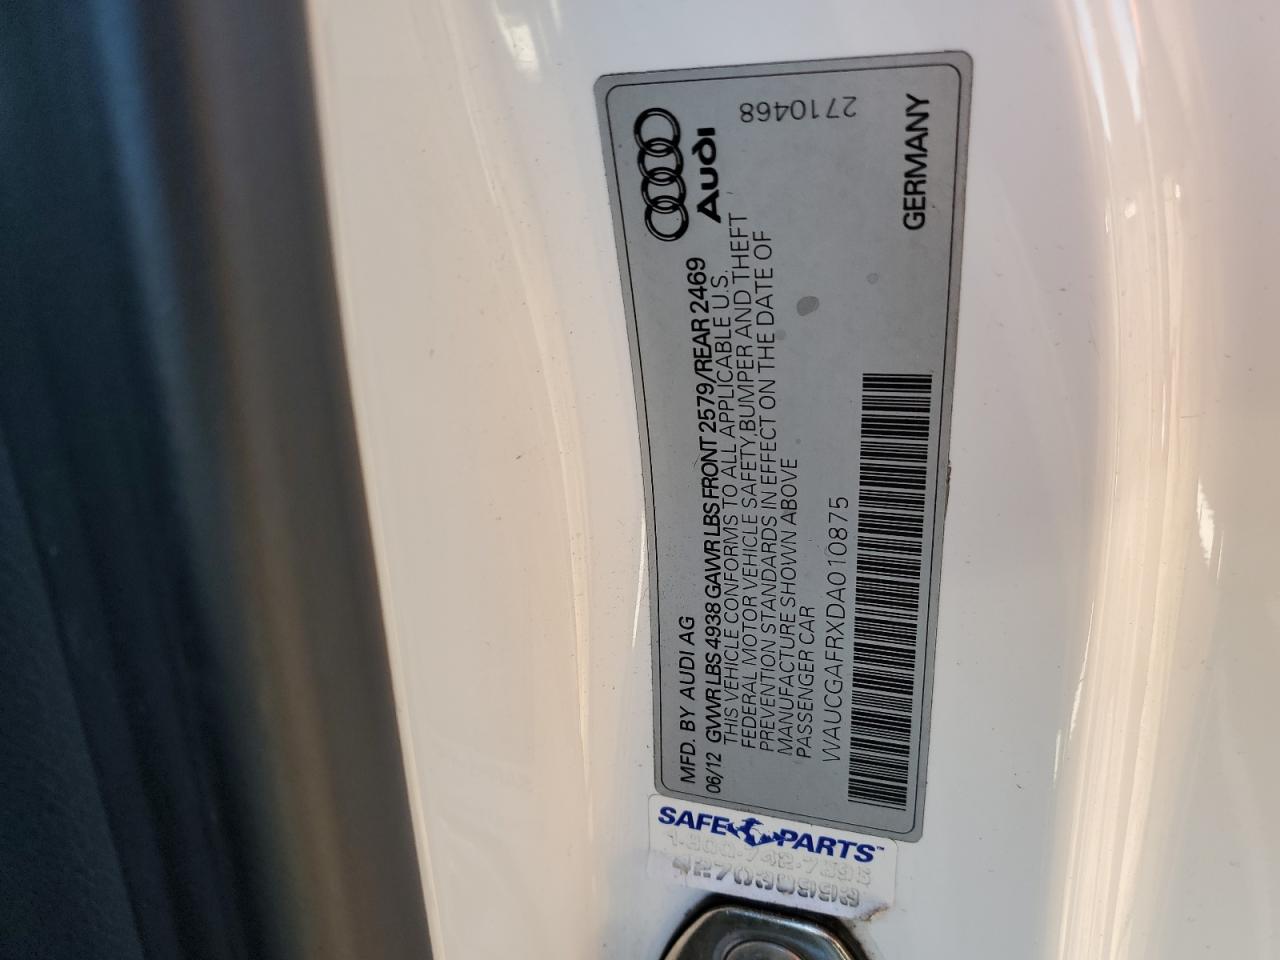 Audi
MFD. BY AUDI AG
06/12 GVWR LBS 4938 GAWR LBS FRONT 2579/REAR 2469
THIS VEHICLE CONFORMS TO ALL APPLICABLE U.S.
FEDERAL MOTOR VEHICLE SAFETY BUMPER AND THEFT
PREVENTION STANDARDS IN EFFECT ON THE DATE OF
MANUFACTURE SHOWN ABOVE
PASSENGER CAR
WAUCGAFRXDA010875
GERMANY
2710468
SAFE PARTS™